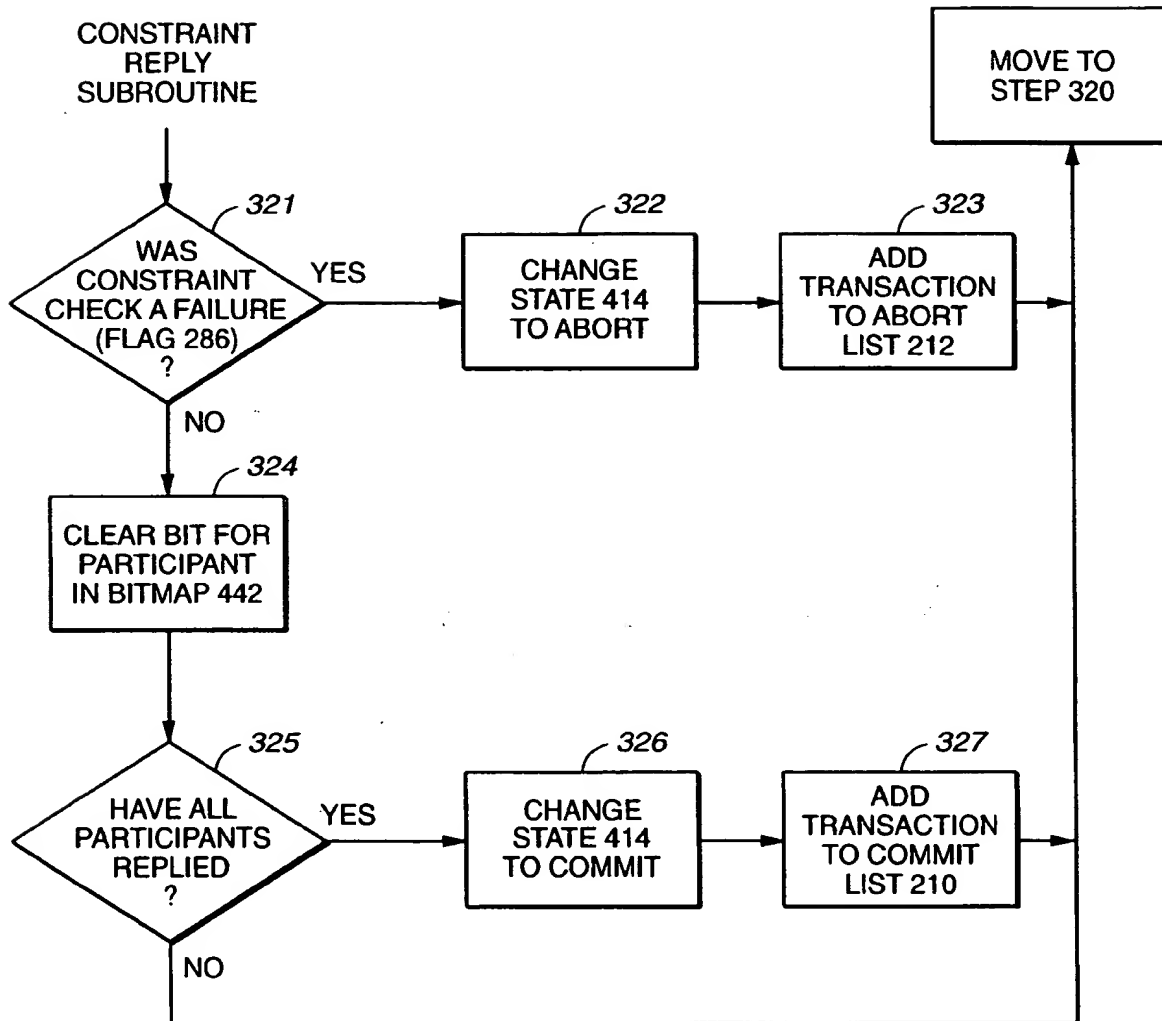 CONSTRAINT
REPLY
SUBROUTINE
MOVE TO
STEP 320
321
WAS
CONSTRAINT
CHECK A FAILURE
(FLAG 286)
?
YES
322
CHANGE
STATE 414
TO ABORT
323
ADD
TRANSACTION
TO ABORT
LIST 212
NO
324
CLEAR BIT FOR
PARTICIPANT
IN BITMAP 442
325
HAVE ALL
PARTICIPANTS
REPLIED
?
YES
326
CHANGE
STATE 414
TO COMMIT
327
ADD
TRANSACTION
TO COMMIT
LIST 210
NO